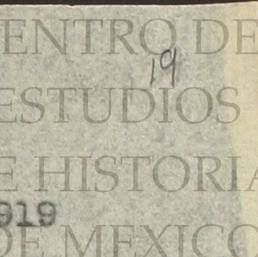 ENTRO DE
19
ESTUDIOS
E HISTORIA
919
DE MEXICO